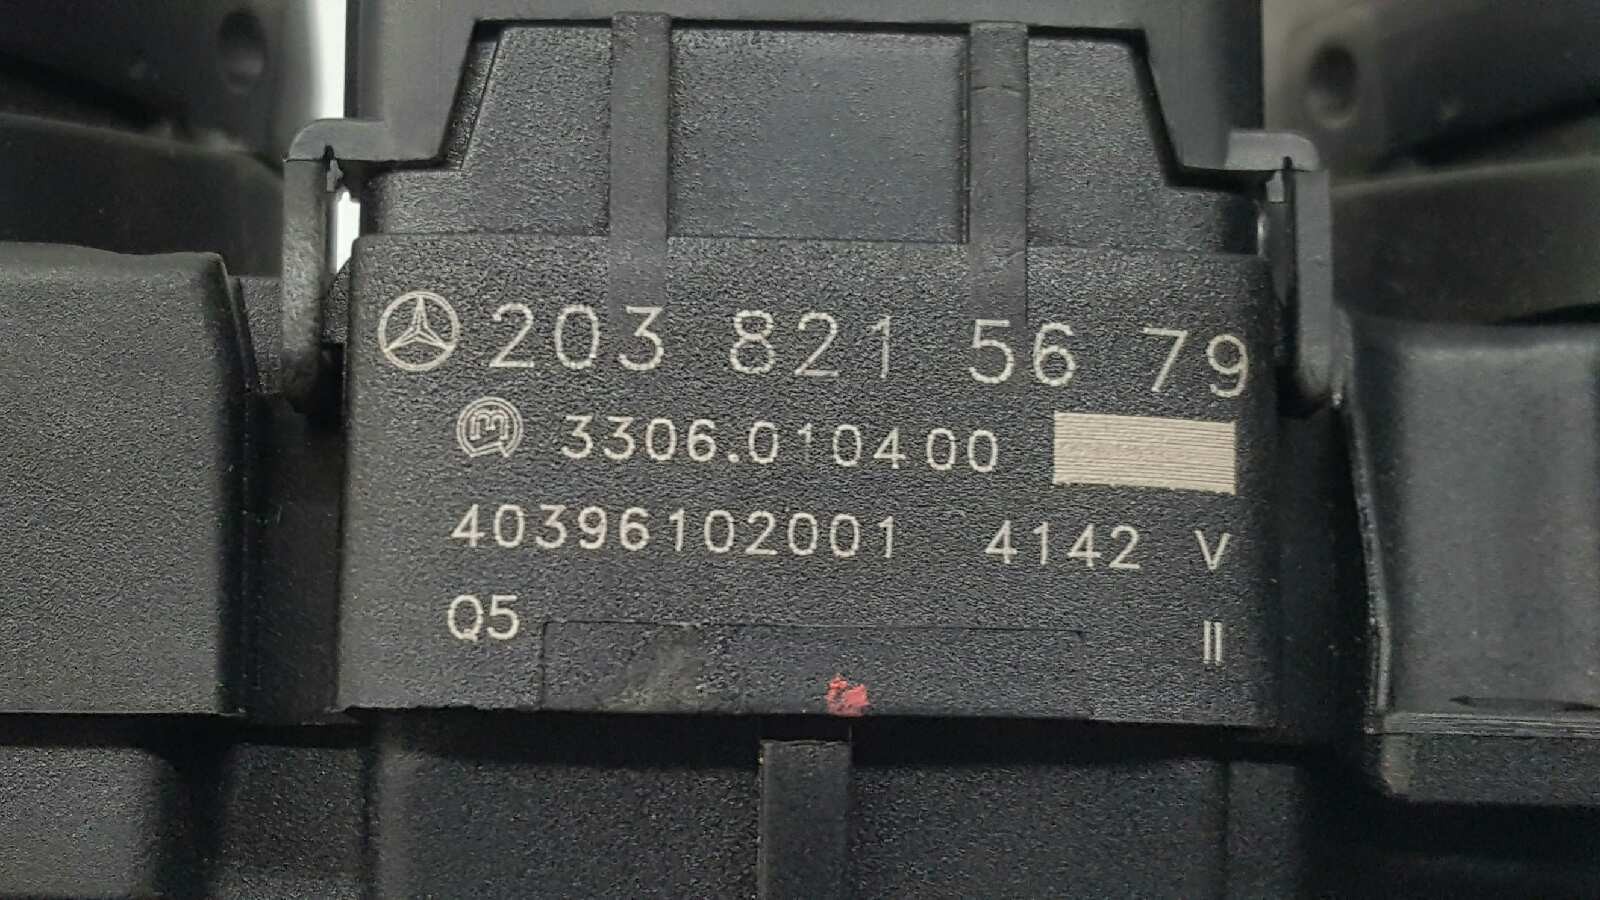 203 821 56 79
m 3306.010400
40396102001 4142 V
Q5 II